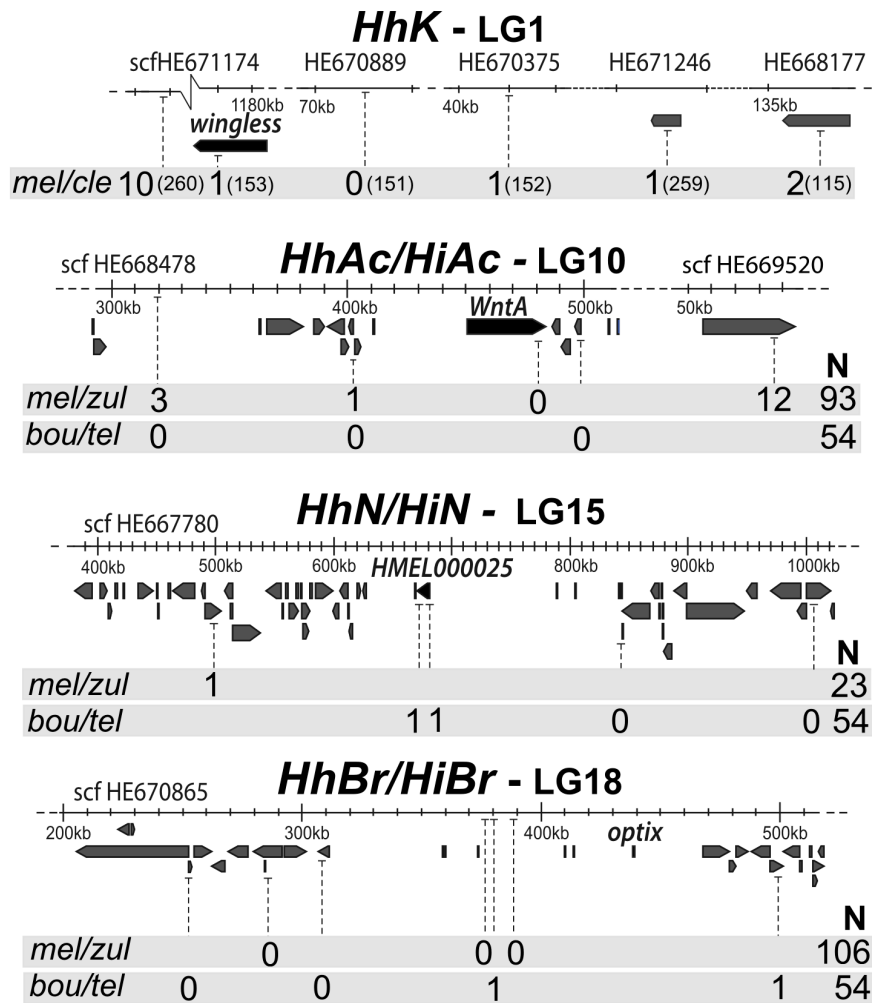 HhK - LG1
scfHE671174 HE670889 HE670375 HE671246 HE668177
1180kb 70kb 40kb 135kb
wingless
mel/cle 10(260) 1(153) 0(151) 1(152) 1(259) 2(115)
HhAc/HiAc - LG10
scf HE668478 scf HE669520
300kb 400kb 500kb 50kb
WntA
N
mel/zul 3 1 0 12 93
bou/tel 0 0 0 54
HhN/HiN - LG15
scf HE667780
400kb 500kb 600kb 800kb 900kb 1000kb
HMEL000025
N
mel/zul 1 23
bou/tel 1 1 0 0 54
HhBr/HiBr - LG18
scf HE670865
200kb 300kb 400kb 500kb
optix
N
mel/zul 0 0 0 106
bou/tel 0 0 1 1 54